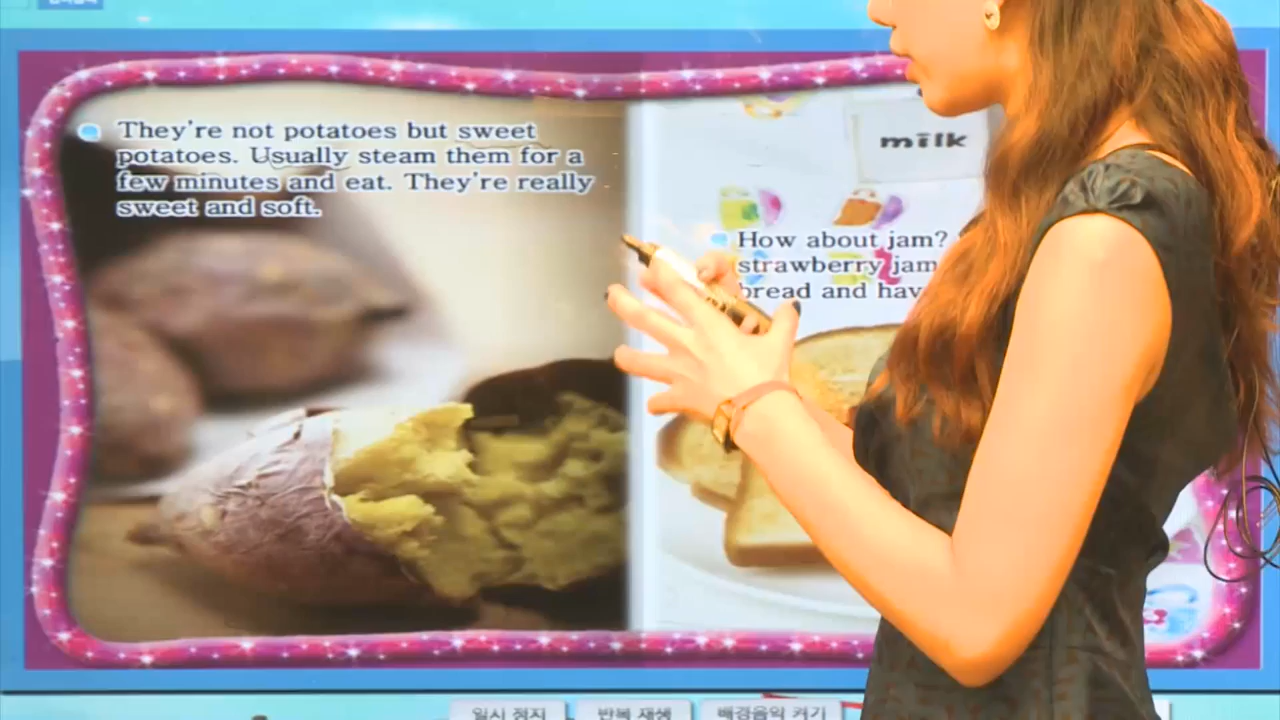 They're not potatoes but sweet
potatoes. Usually steam them for a
few minutes and eat. They're really
sweet and soft.
milk
How about jam?
strawberry jam
bread and hav
일시 정지
반복 재생
배경음악 켜기